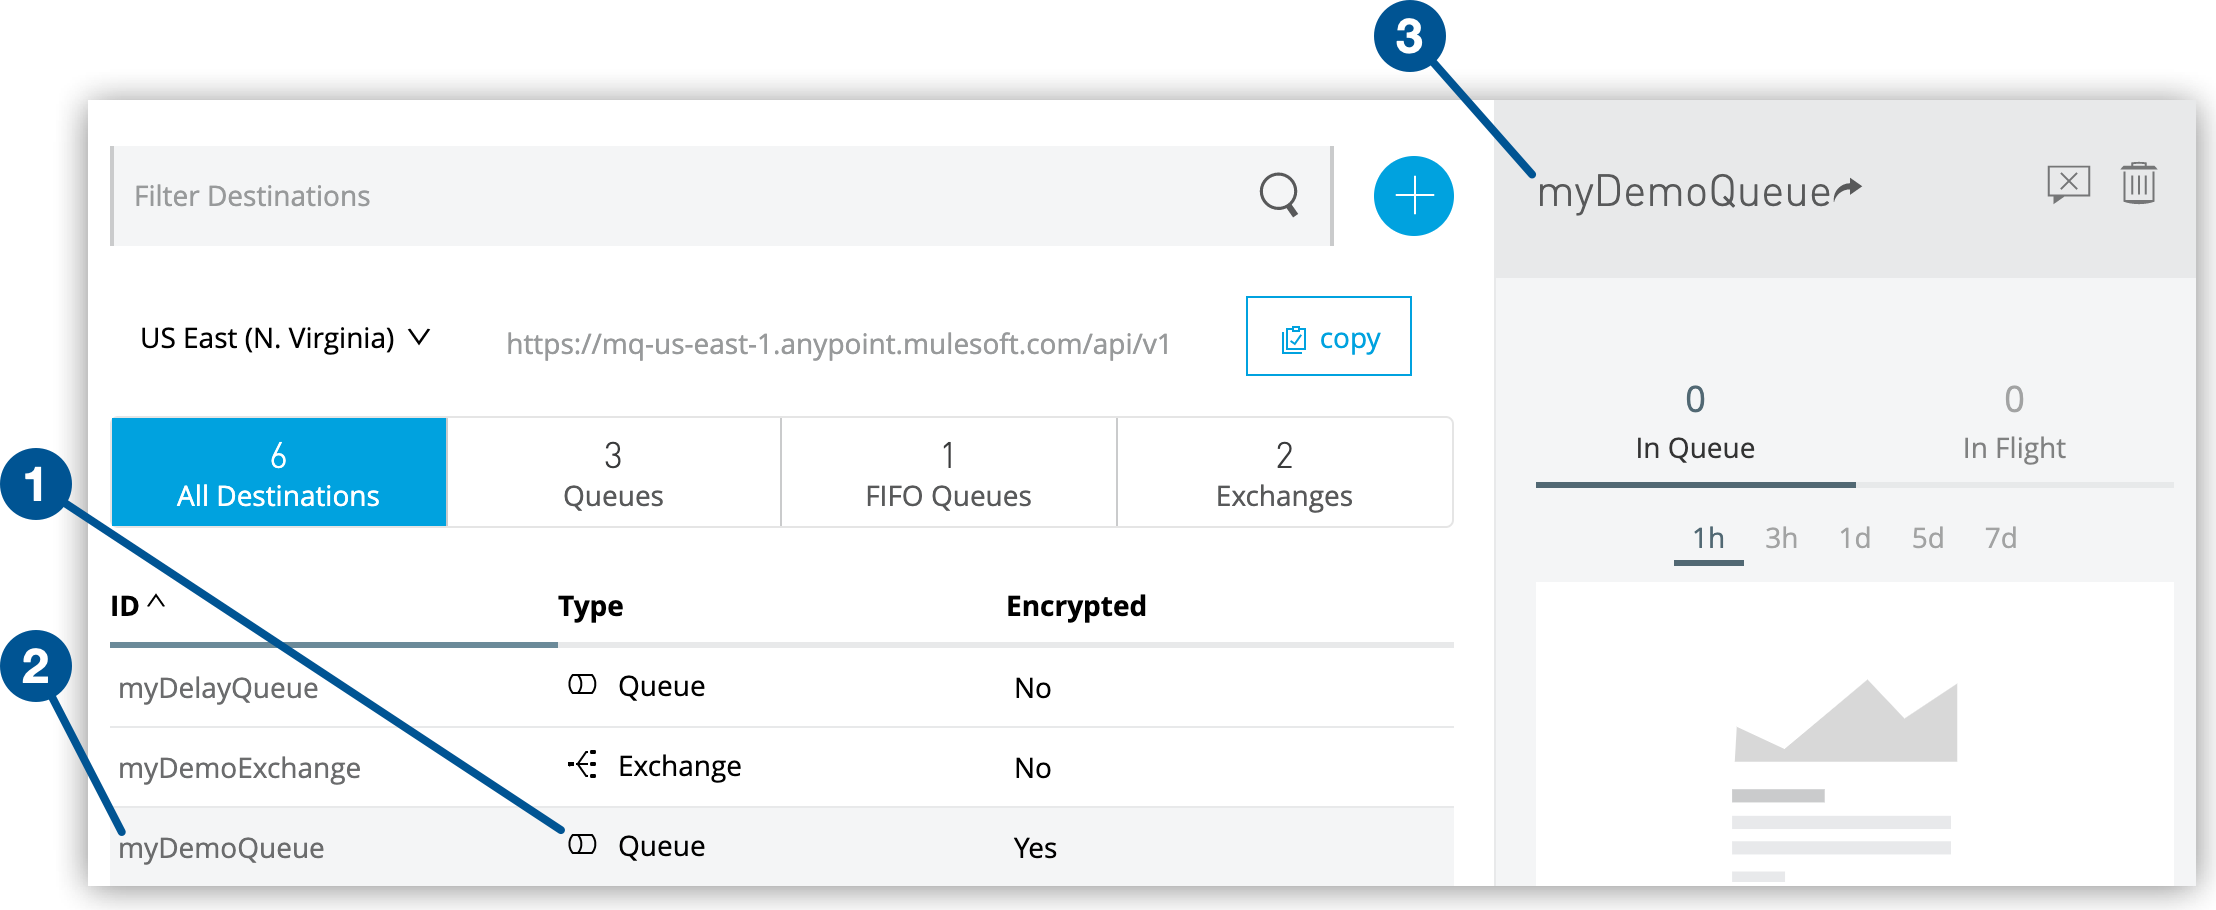 3
Filter Destinations
myDemoQueue
US East (N. Virginia)
https://mq-us-east-1.anypoint.mulesoft.com/api/v1
copy
0
In Queue
0
In Flight
6
All Destinations
3
Queues
1
FIFO Queues
2
Exchanges
1
1h 3h 1d 5d 7d
ID Type Encrypted
2
myDelayQueue Queue No
myDemoExchange Exchange No
myDemoQueue Queue Yes